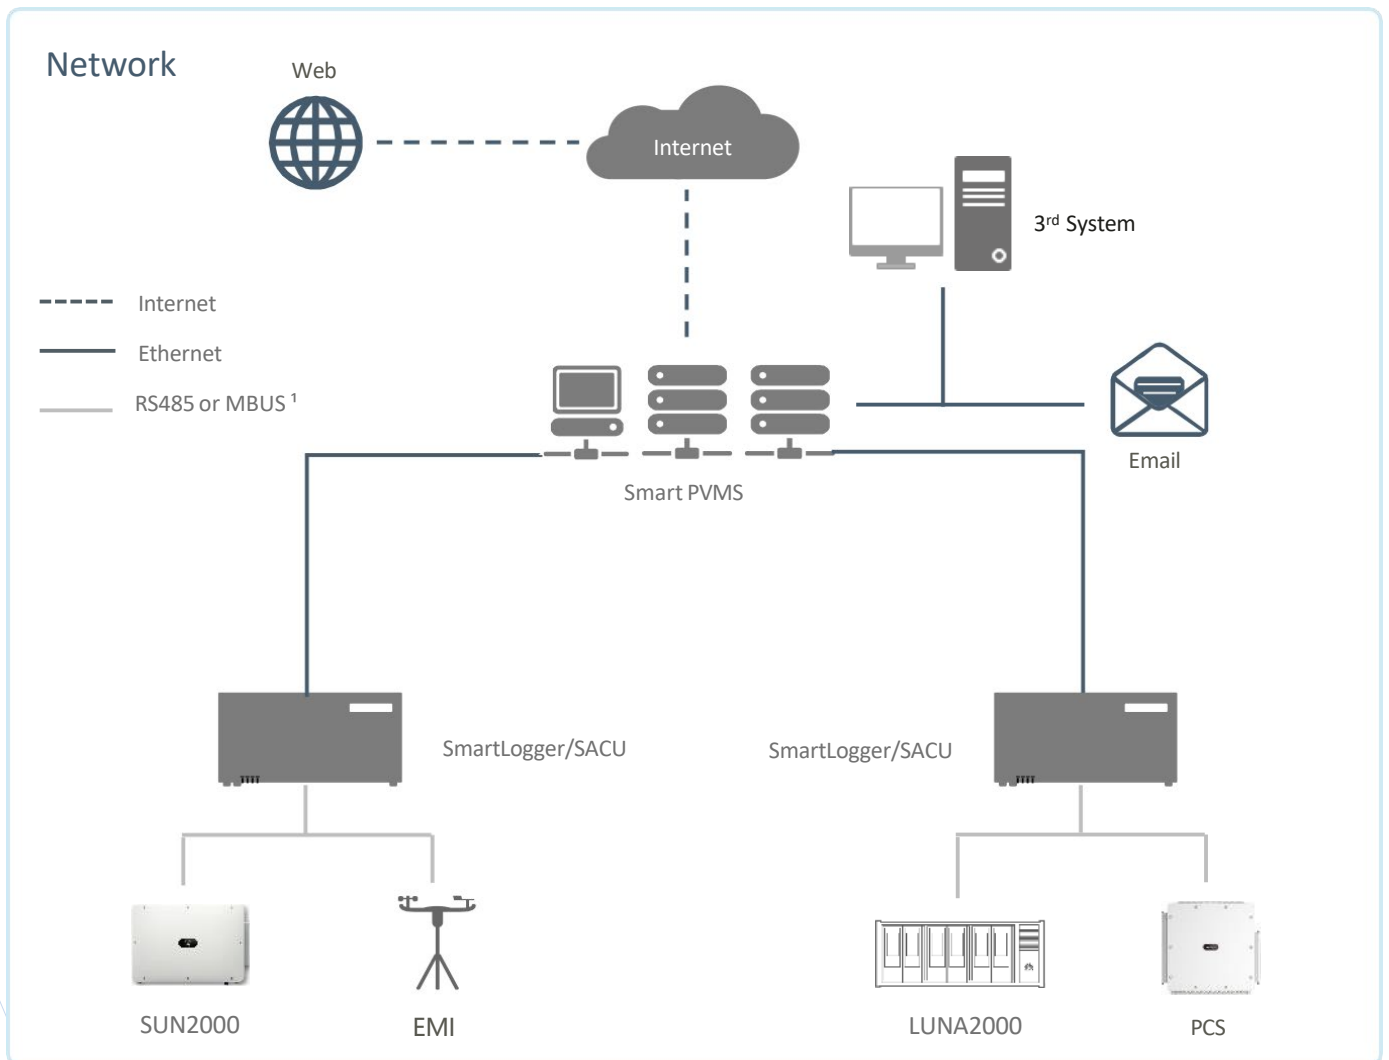 Network
Web
Internet
3rd System
Internet
Ethernet
RS485 or MBUS 1
Email
Smart PVMS
SmartLogger/SACU
SmartLogger/SACU
SUN2000
EMI
LUNA2000
PCS